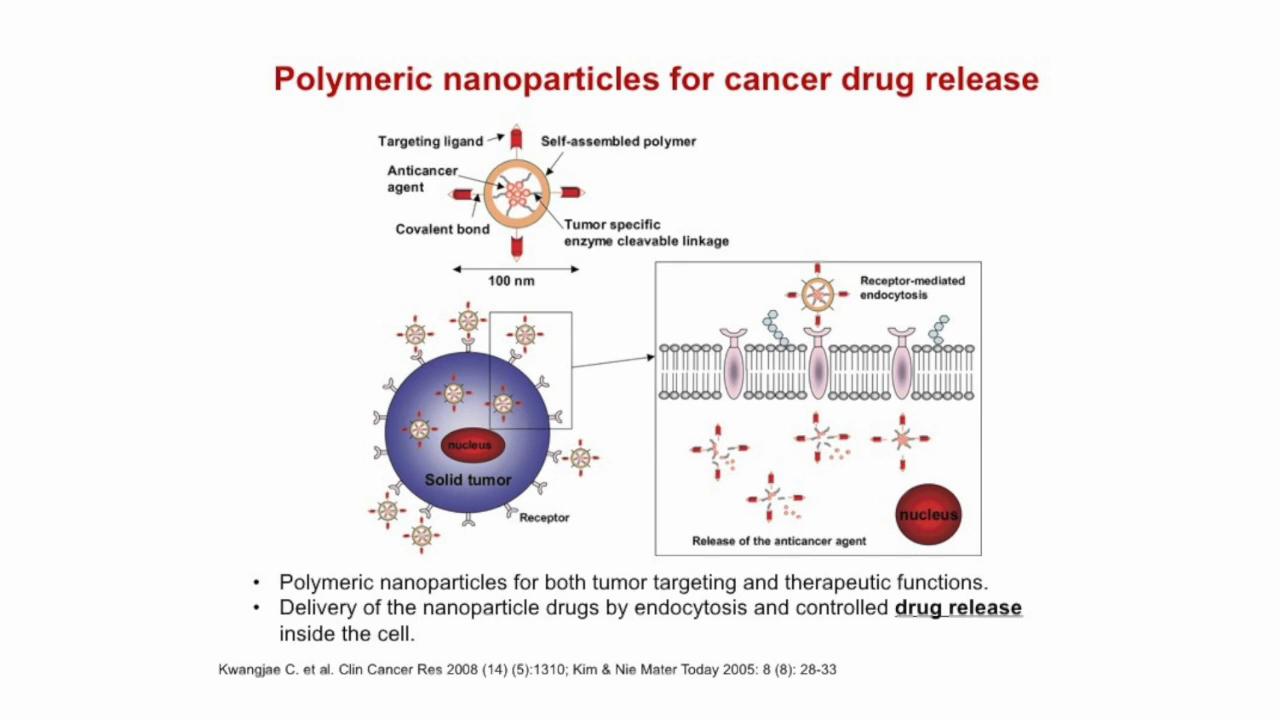 Polymeric nanoparticles for cancer drug release
Targeting ligand
Self-assembled polymer
Anticancer
agent
Covalent bond
Tumor specific
enzyme cleavable linkage
100 nm
Receptor-mediated
endocytosis
nucleus
Solid tumor
Receptor
nucleus
Release of the anticancer agent
• Polymeric nanoparticles for both tumor targeting and therapeutic functions.
• Delivery of the nanoparticle drugs by endocytosis and controlled drug release
inside the cell.
Kwangjae C. et al. Clin Cancer Res 2008 (14) (5):1310; Kim & Nie Mater Today 2005: 8 (8): 28-33